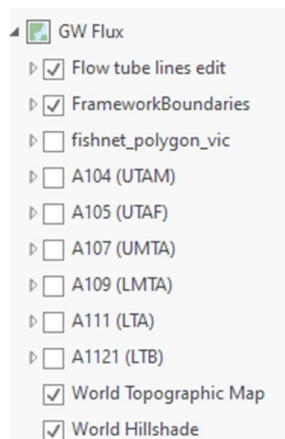 GW Flux
Flow tube lines edit
FrameworkBoundaries
fishnet_polygon_vic
A104 (UTAM)
A105 (UTAF)
A107 (UMTA)
A109 (LMTA)
A111 (LTA)
A1121 (LTB)
World Topographic Map
World Hillshade